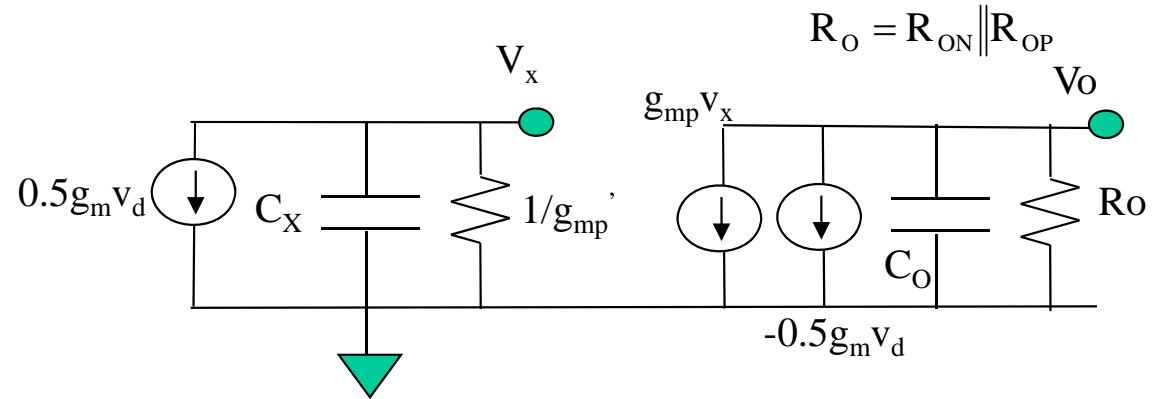 R_O = R_ON||R_OP
V_x
Vo
g_mp v_x
0.5g_m v_d
C_X
1/g_mp'
C_O
Ro
-0.5g_m v_d